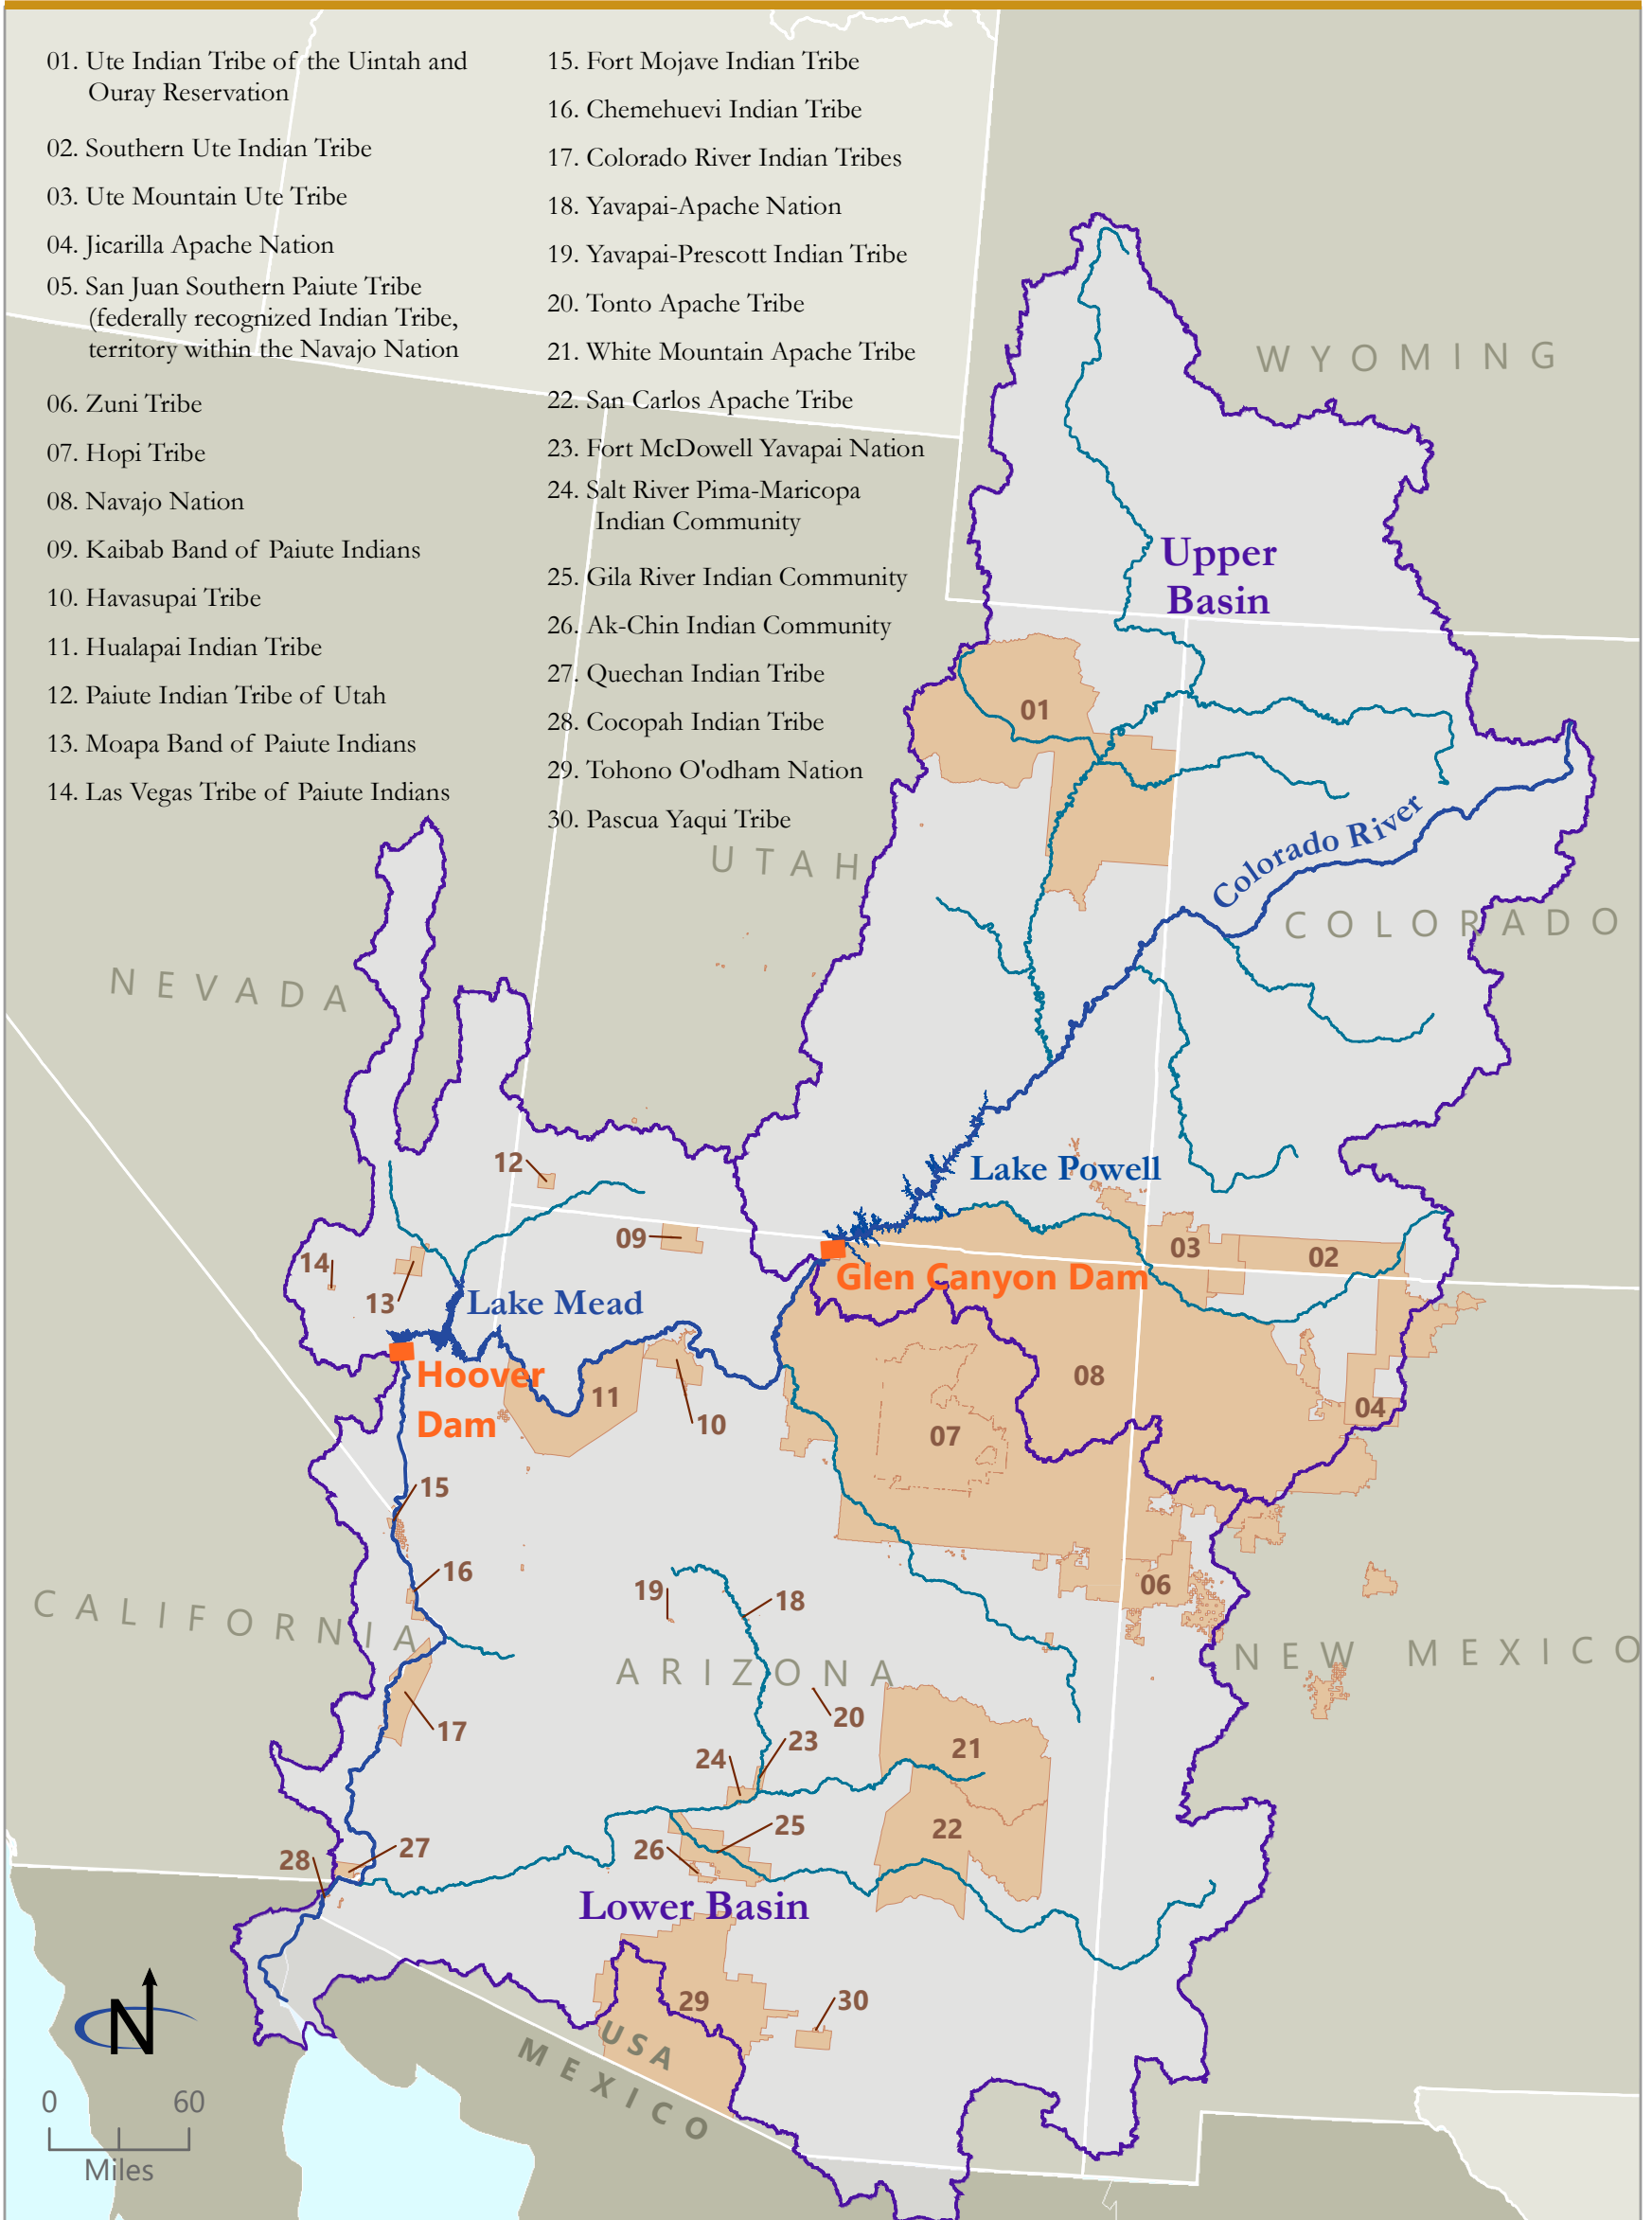 01. Ute Indian Tribe of the Uintah and
Ouray Reservation
02. Southern Ute Indian Tribe
03. Ute Mountain Ute Tribe
04. Jicarilla Apache Nation
05. San Juan Southern Paiute Tribe
(federally recognized Indian Tribe,
territory within the Navajo Nation
06. Zuni Tribe
07. Hopi Tribe
08. Navajo Nation
09. Kaibab Band of Paiute Indians
10. Havasupai Tribe
11. Hualapai Indian Tribe
12. Paiute Indian Tribe of Utah
13. Moapa Band of Paiute Indians
14. Las Vegas Tribe of Paiute Indians
15. Fort Mojave Indian Tribe
16. Chemehuevi Indian Tribe
17. Colorado River Indian Tribes
18. Yavapai-Apache Nation
19. Yavapai-Prescott Indian Tribe
20. Tonto Apache Tribe
21. White Mountain Apache Tribe
22. San Carlos Apache Tribe
23. Fort McDowell Yavapai Nation
24. Salt River Pima-Maricopa
Indian Community
25. Gila River Indian Community
26. Ak-Chin Indian Community
27. Quechan Indian Tribe
28. Cocopah Indian Tribe
29. Tohono O'odham Nation
30. Pascua Yaqui Tribe
WYOMING
Upper
Basin
01
Colorado River
UTAH
COLORADO
NEVADA
12
Lake Powell
09
03
02
14
13
Glen Canyon Dam
Lake Mead
Hoover
Dam
11
10
08
07
04
15
16
19
18
06
CALIFORNIA
ARIZONA
NEW MEXICO
17
20
23
24
21
25
22
26
27
28
Lower Basin
29
30
USA
MEXICO
N
0 60
Miles